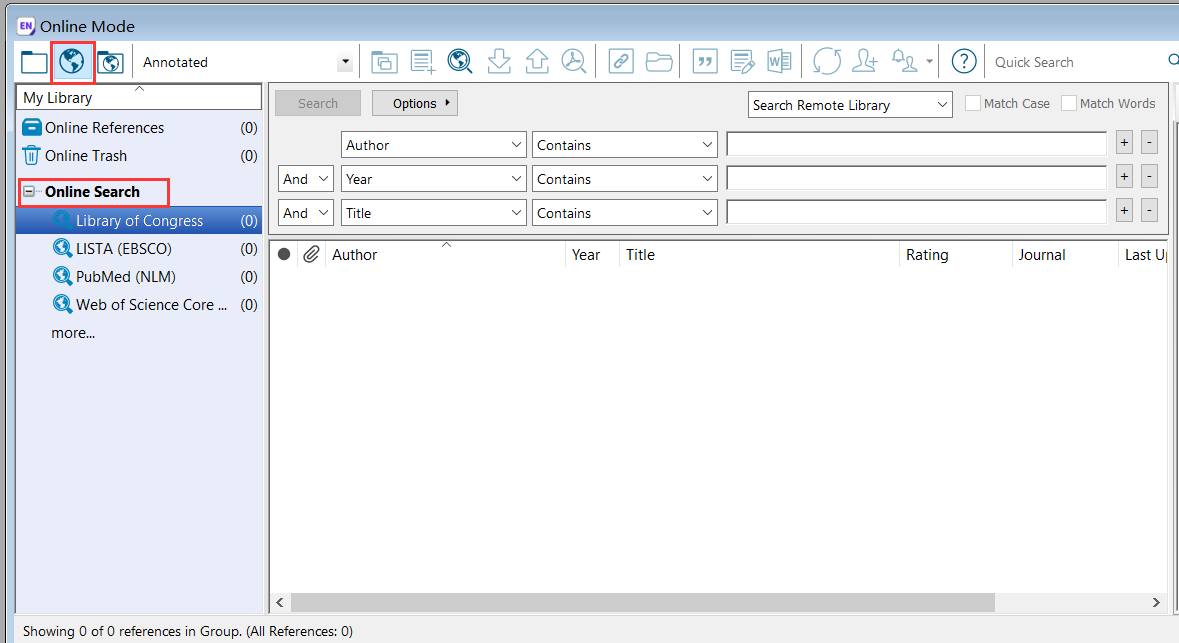 EN Online Mode
Annotated
Quick Search
My Library
Online References (0)
Online Trash (0)
Online Search
Library of Congress (0)
LISTA (EBSCO) (0)
PubMed (NLM) (0)
Web of Science Core ... (0)
more...
Search Options Search Remote Library Match Case Match Words
Author Contains + -
And Year Contains + -
And Title Contains + -
Author Year Title Rating Journal Last Up
Showing 0 of 0 references in Group. (All References: 0)